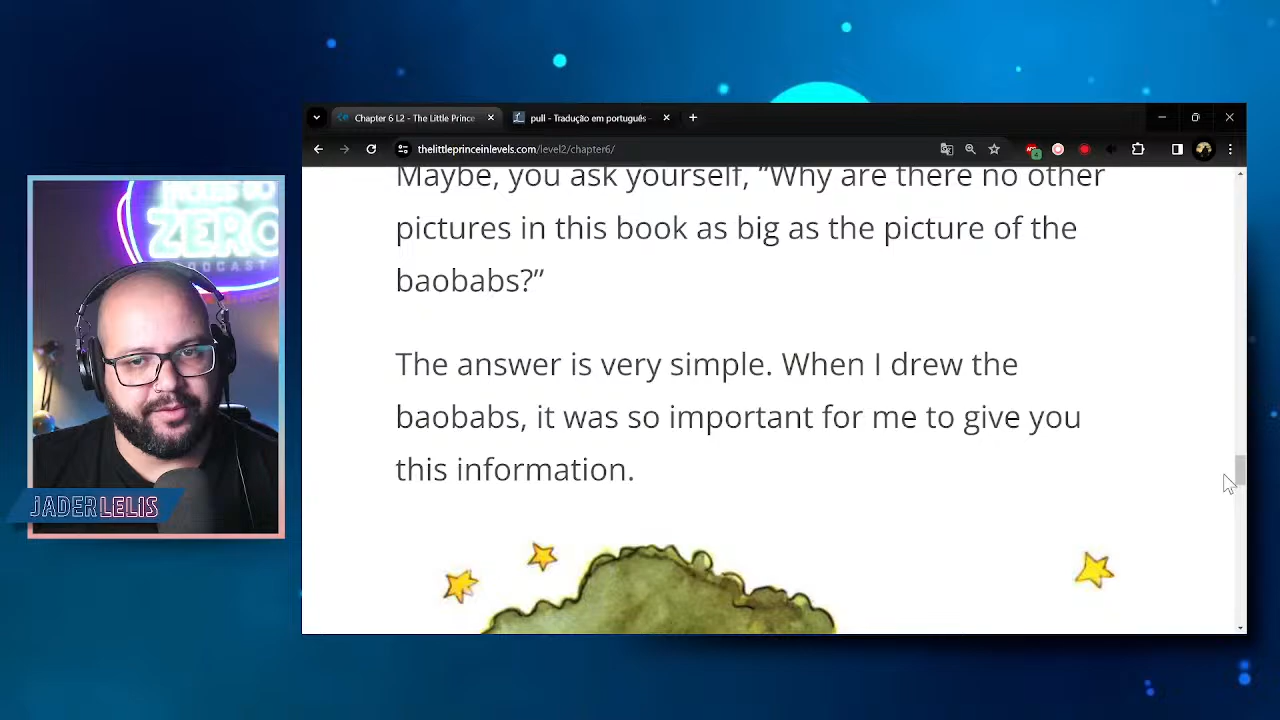 Chapter 6 L2 - The Little Prince
pull - Tradução em português
thelittleprinceinlevels.com/level2/chapter6/
Maybe, you ask yourself, “Why are there no other
pictures in this book as big as the picture of the
baobabs?”
The answer is very simple. When I drew the
baobabs, it was so important for me to give you
this information.
ZERO
PODCAST
JADERLELIS